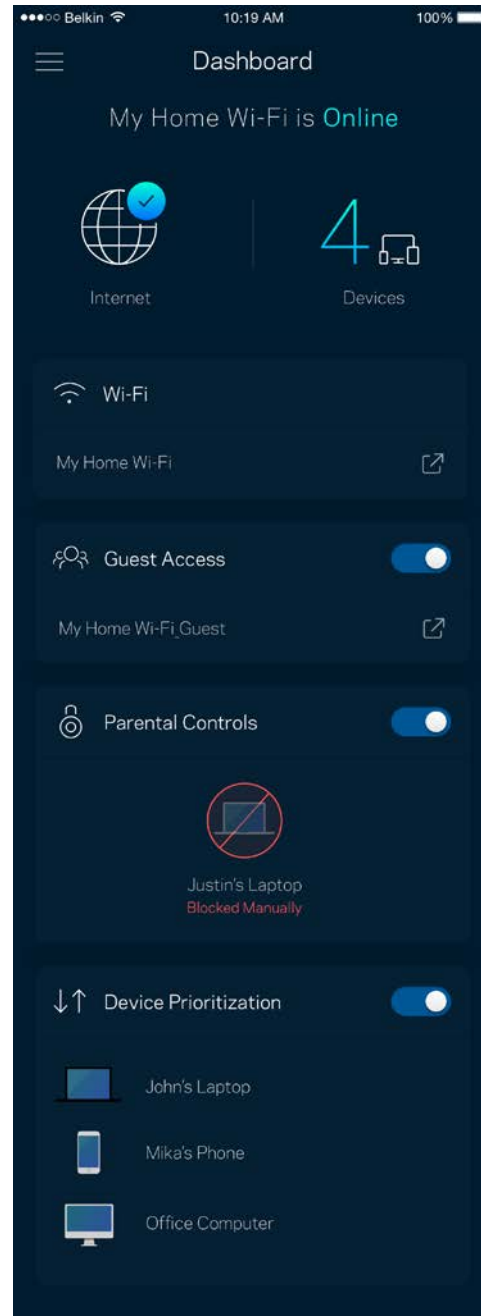 Belkin 10:19 AM 100%
Dashboard
My Home Wi-Fi is Online
4
Internet Devices
Wi-Fi
My Home Wi-Fi
Guest Access
My Home Wi-Fi_Guest
Parental Controls
Justin's Laptop
Blocked Manually
Device Prioritization
John's Laptop
Mika's Phone
Office Computer